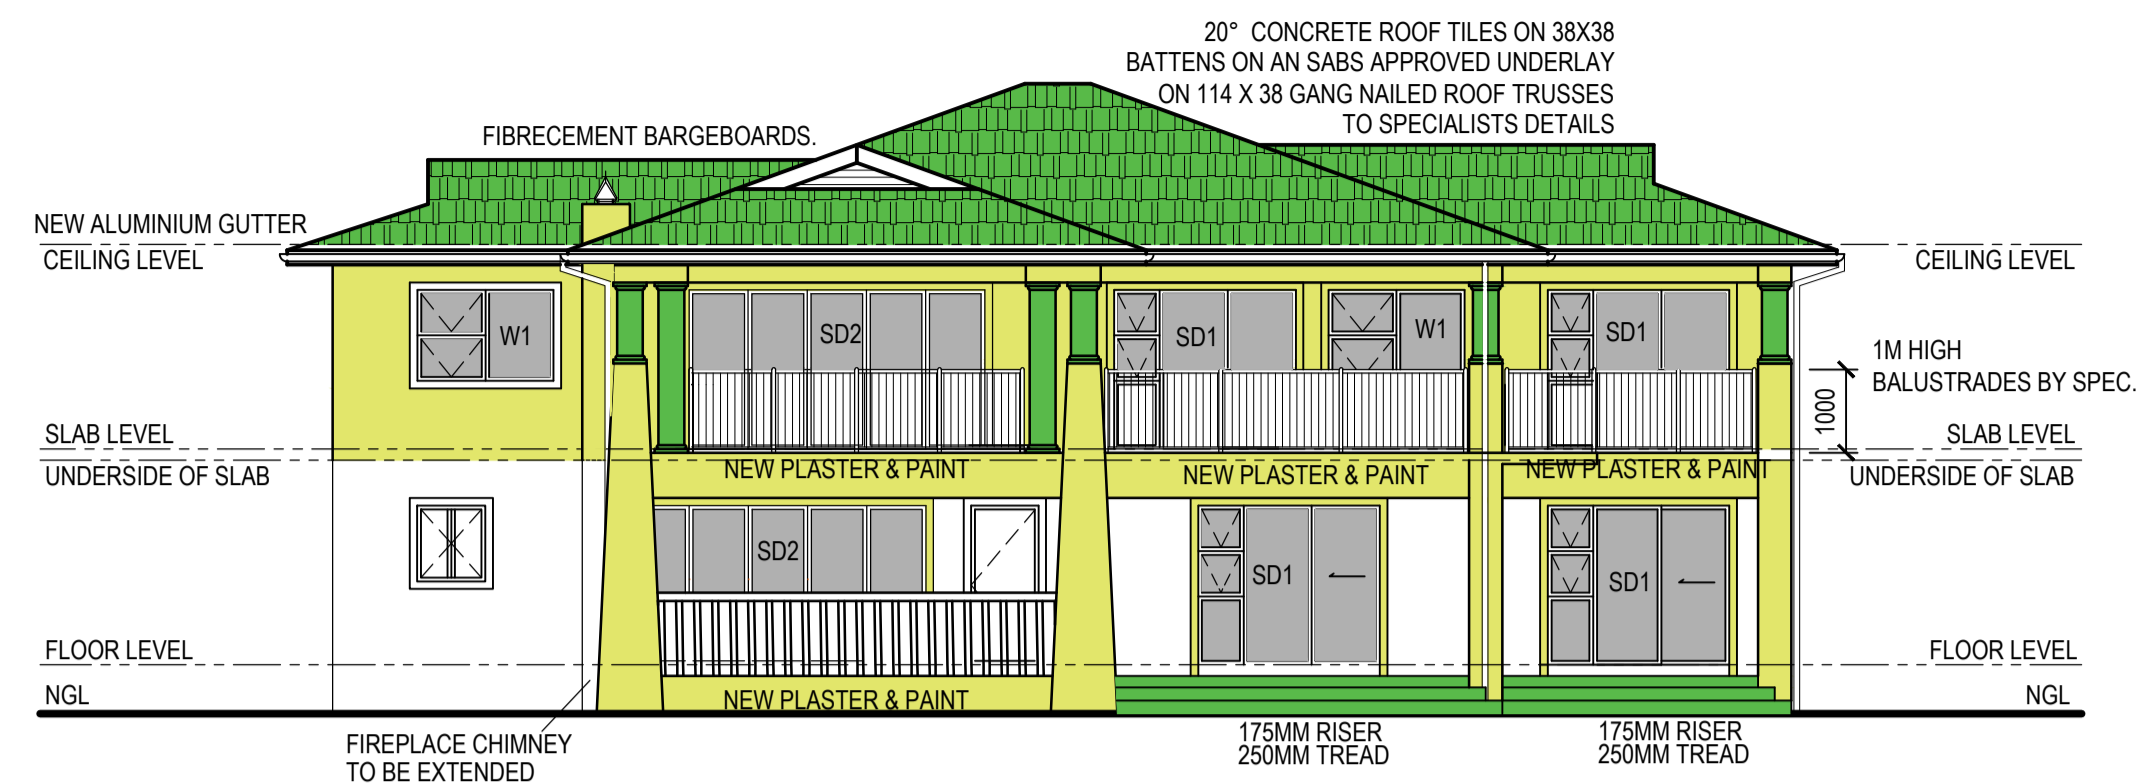 20° CONCRETE ROOF TILES ON 38X38
BATTENS ON AN SABS APPROVED UNDERLAY
ON 114 X 38 GANG NAILED ROOF TRUSSES
TO SPECIALISTS DETAILS
FIBRECEMENT BARGEBOARDS.
NEW ALUMINIUM GUTTER
CEILING LEVEL
CEILING LEVEL
W1
SD2
SD1
W1
SD1
1M HIGH
BALUSTRADES BY SPEC.
1000
SLAB LEVEL
SLAB LEVEL
UNDERSIDE OF SLAB
NEW PLASTER & PAINT
NEW PLASTER & PAINT
NEW PLASTER & PAINT
UNDERSIDE OF SLAB
SD2
SD1
SD1
FLOOR LEVEL
FLOOR LEVEL
NGL
NEW PLASTER & PAINT
NGL
FIREPLACE CHIMNEY
TO BE EXTENDED
175MM RISER
250MM TREAD
175MM RISER
250MM TREAD